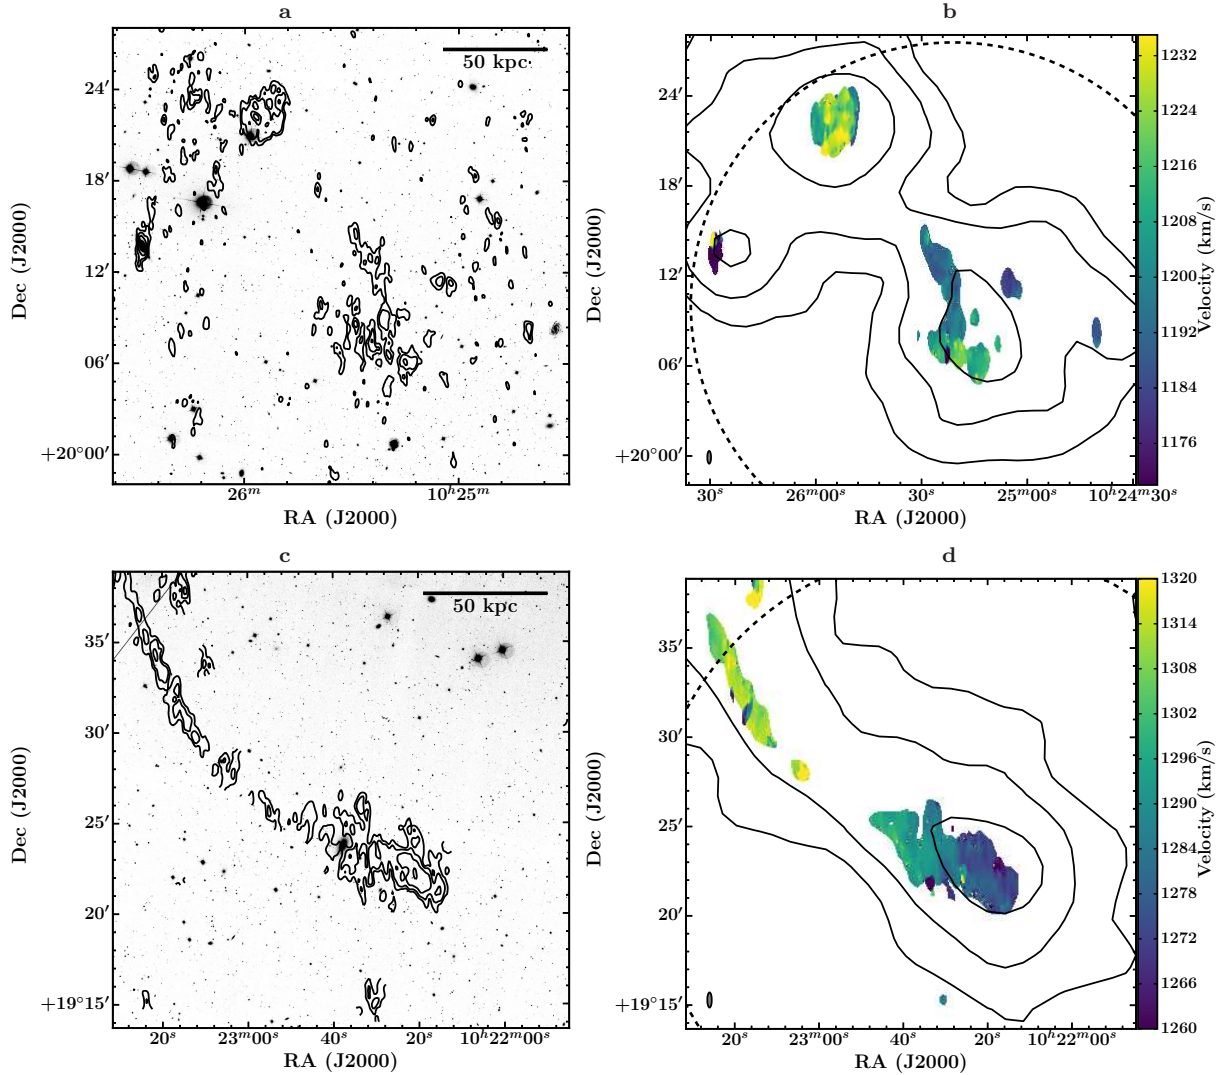 a
50 kpc
24′
18′
12′
06′
+20°00′
26ᵐ
10ʰ25ᵐ
Dec (J2000)
RA (J2000)
b
24′
18′
12′
06′
+20°00′
30ˢ
26ᵐ00ˢ
30ˢ
25ᵐ00ˢ
10ʰ24ᵐ30ˢ
Dec (J2000)
RA (J2000)
1232
1224
1216
1208
1200
1192
1184
1176
Velocity (km/s)
c
50 kpc
35′
30′
25′
20′
+19°15′
20ˢ
23ᵐ00ˢ
40ˢ
20ˢ
10ʰ22ᵐ00ˢ
Dec (J2000)
RA (J2000)
d
35′
30′
25′
20′
+19°15′
20ˢ
23ᵐ00ˢ
40ˢ
20ˢ
10ʰ22ᵐ00ˢ
Dec (J2000)
RA (J2000)
1320
1314
1308
1302
1296
1290
1284
1278
1272
1266
1260
Velocity (km/s)